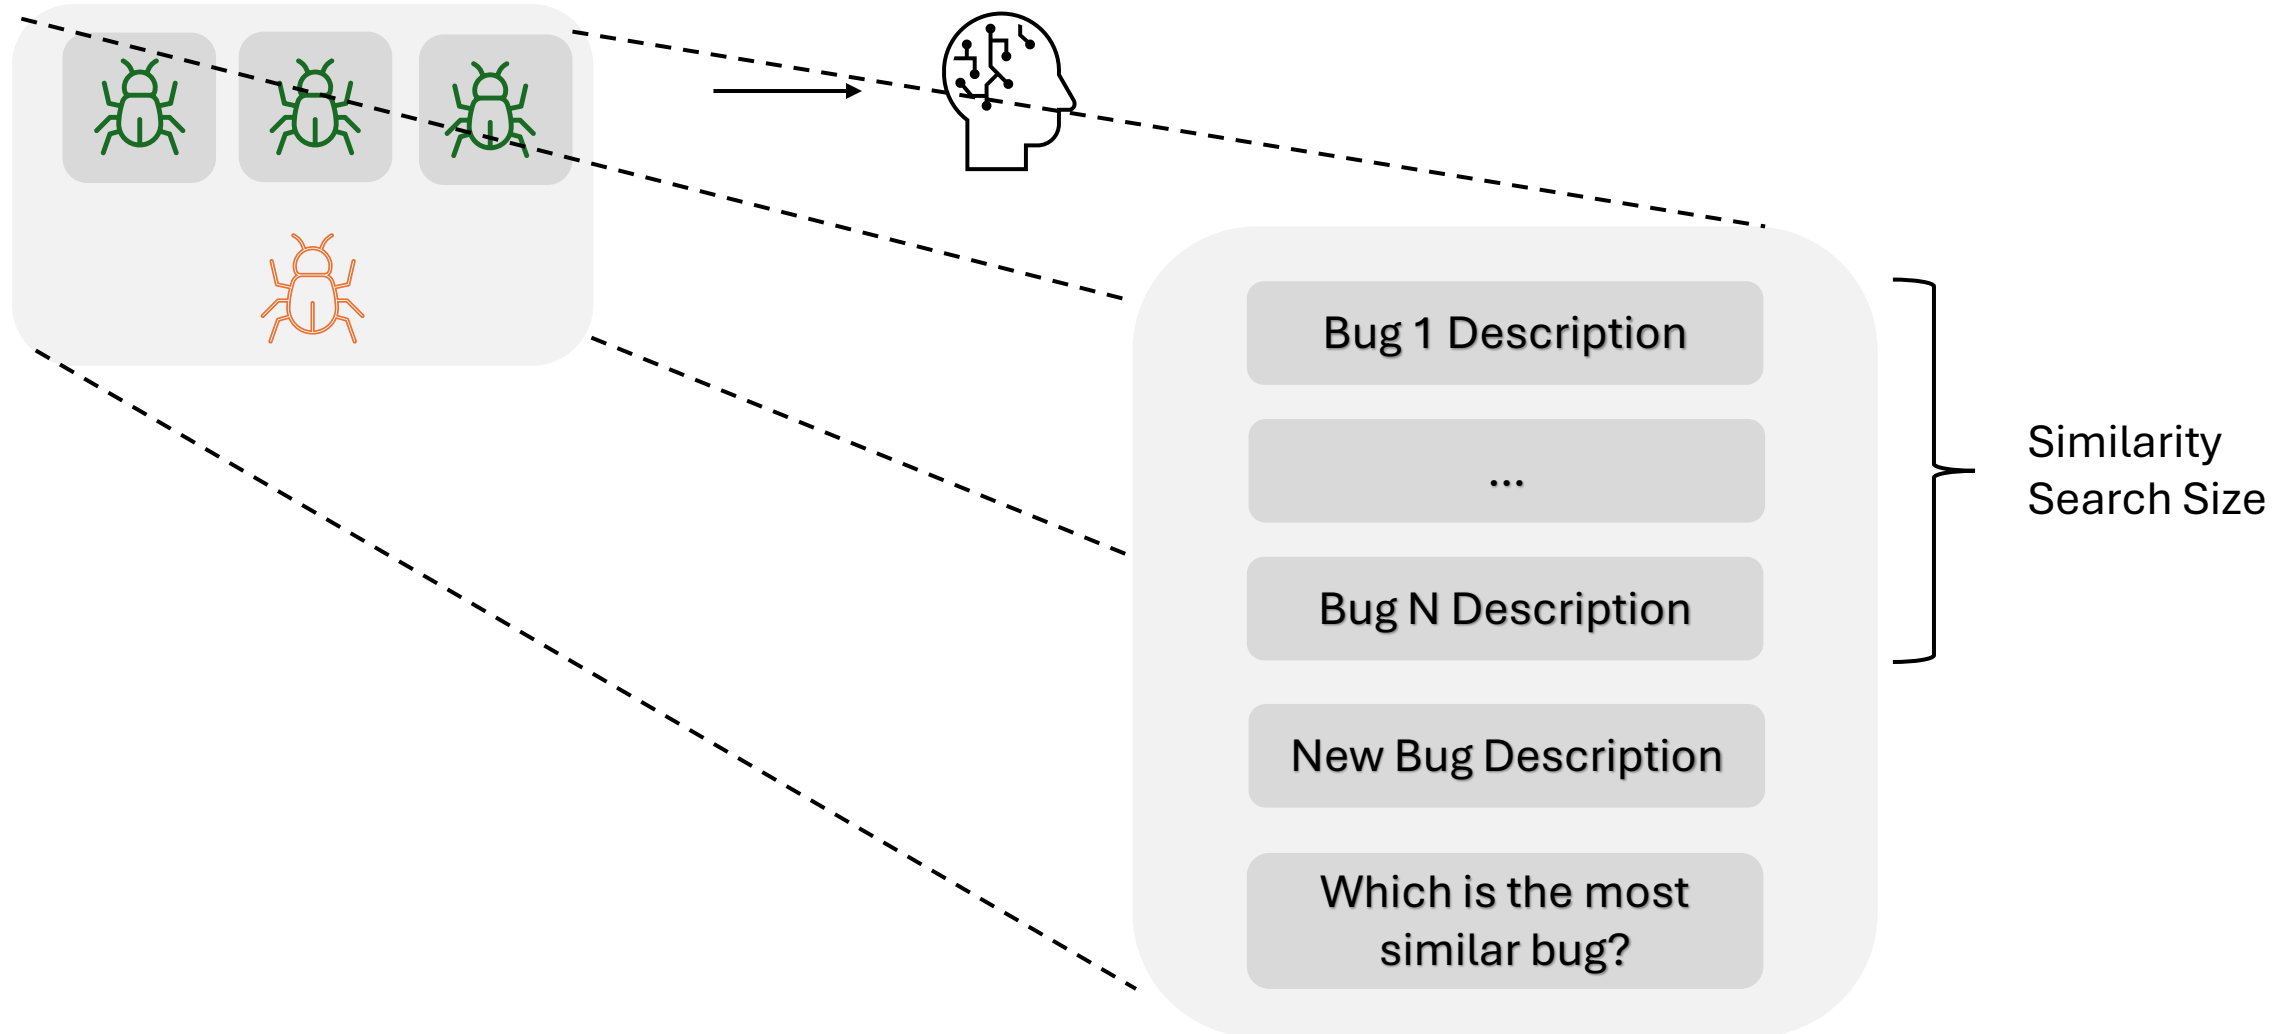 Bug 1 Description
...
Bug N Description
New Bug Description
Which is the most
similar bug?
Similarity
Search Size